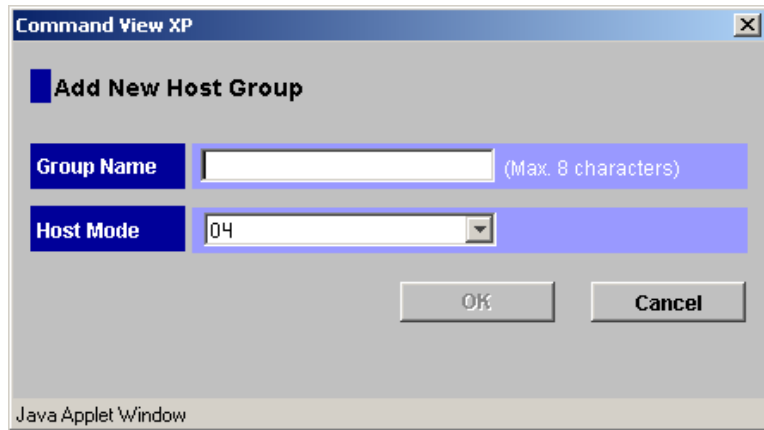 Command View XP
Add New Host Group
Group Name (Max. 8 characters)
Host Mode 04
OK Cancel
Java Applet Window